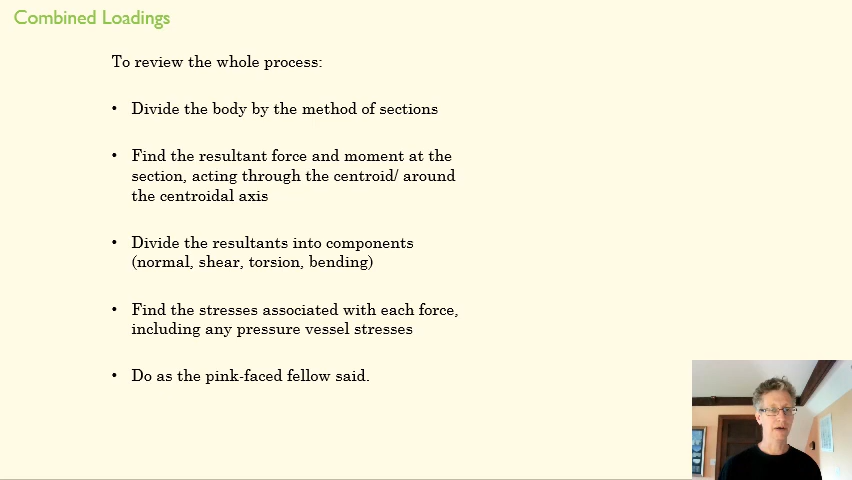 Combined Loadings
To review the whole process:
• Divide the body by the method of sections
• Find the resultant force and moment at the
section, acting through the centroid/ around
the centroidal axis
• Divide the resultants into components
(normal, shear, torsion, bending)
• Find the stresses associated with each force,
including any pressure vessel stresses
• Do as the pink-faced fellow said.